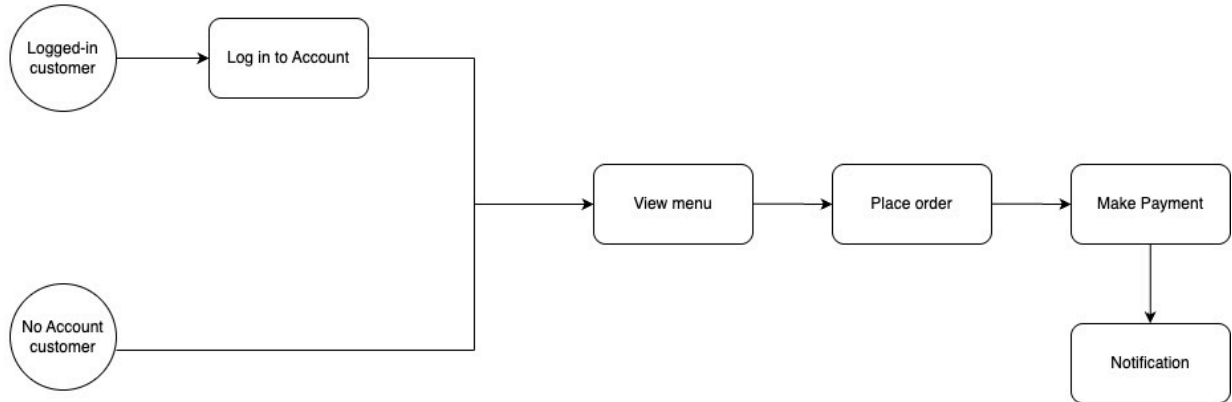 Logged-in
customer
Log in to Account
View menu
Place order
Make Payment
No Account
customer
Notification